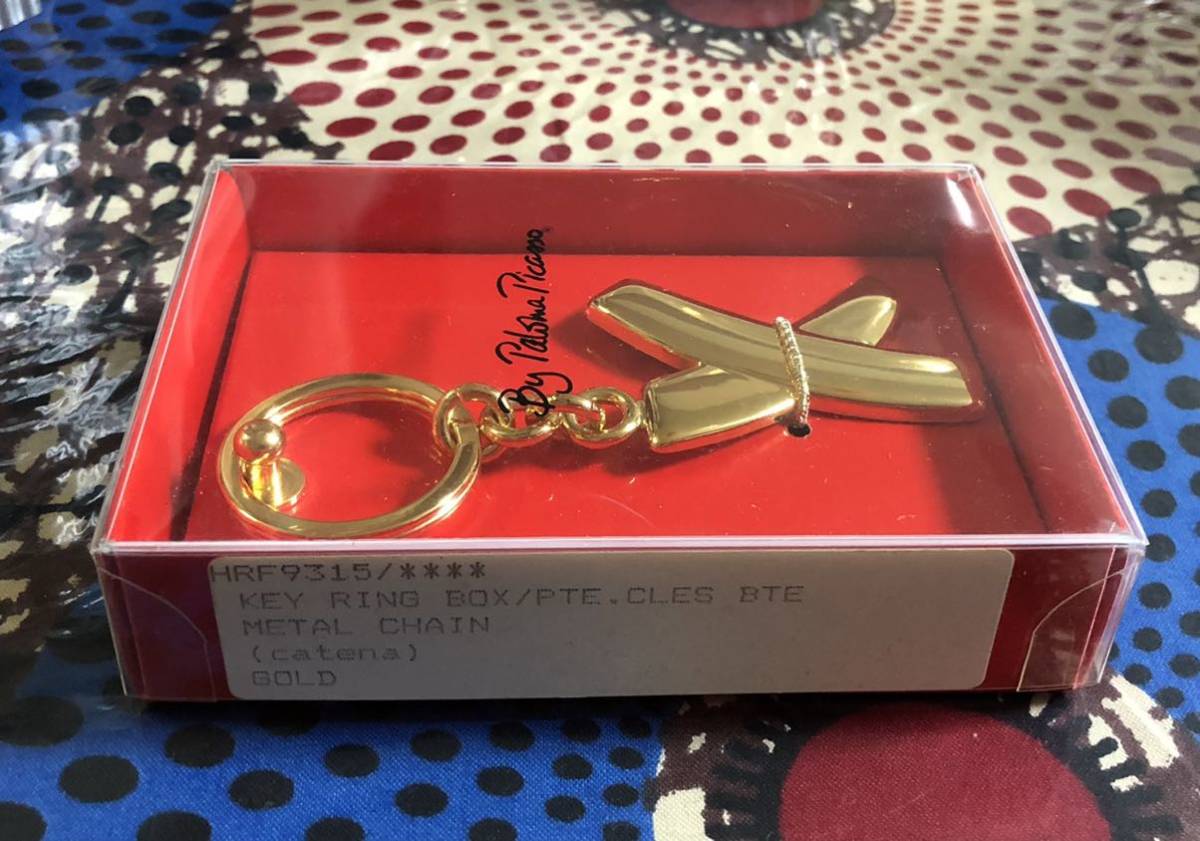 By Paloma Picasso
HRF9315/****
KEY RING BOX/PTE.CLES BTE
METAL CHAIN
(catena)
GOLD